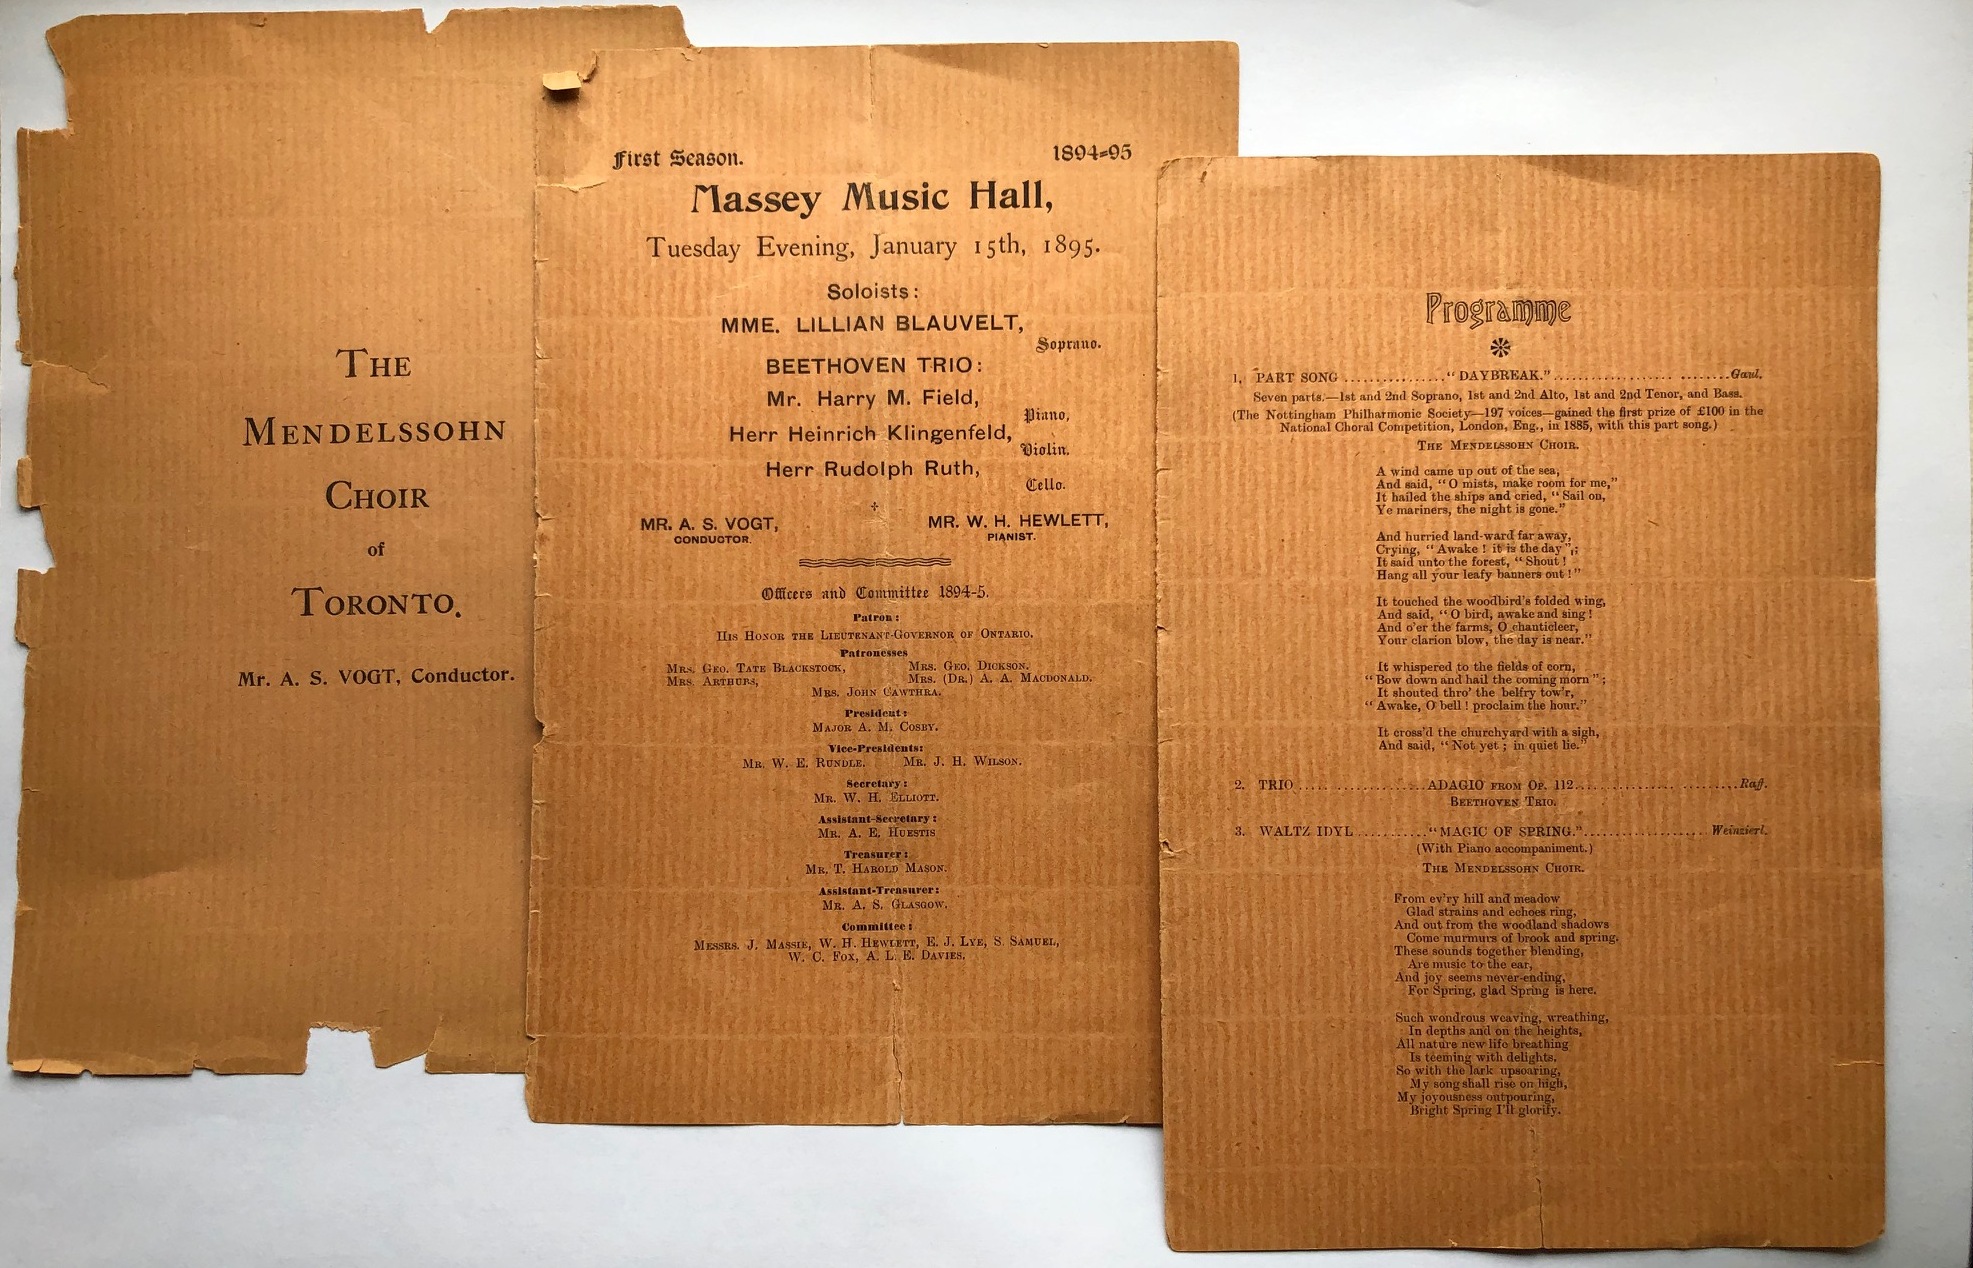 THE
MENDELSSOHN
CHOIR
of
TORONTO.
Mr. A. S. VOGT, Conductor.
First Season. 1894-95
Massey Music Hall,
Tuesday Evening, January 15th, 1895.
Soloists:
MME. LILLIAN BLAUVELT,
Soprano.
BEETHOVEN TRIO:
Mr. Harry M. Field,
Piano,
Herr Heinrich Klingenfeld,
Violin.
Herr Rudolph Ruth,
Cello.
MR. A. S. VOGT, MR. W. H. HEWLETT,
CONDUCTOR. PIANIST.
Officers and Committee 1894-5.
Patron:
HIS HONOR THE LIEUTENANT-GOVERNOR OF ONTARIO.
Patronesses
MRS. GEO. TATE BLACKSTOCK, MRS. GEO. DICKSON.
MRS. ARTHURS, MRS. (DR.) A. A. MACDONALD.
MRS. JOHN CAWTHRA.
President:
MAJOR A. M. COSBY.
Vice-Presidents:
MR. W. E. RUNDLE. MR. J. H. WILSON.
Secretary:
MR. W. H. ELLIOTT.
Assistant-Secretary:
MR. A. E. HUESTIS
Treasurer:
MR. T. HAROLD MASON.
Assistant-Treasurer:
MR. A. S. GLASGOW.
Committee:
MESSRS. J. MASSIE, W. H. HEWLETT, E. J. LYE, S. SAMUEL,
W. C. FOX, A. L. E. DAVIES.
Programme
1. PART SONG ................"DAYBREAK."............................Gaul.
Seven parts.—1st and 2nd Soprano, 1st and 2nd Alto, 1st and 2nd Tenor, and Bass.
(The Nottingham Philharmonic Society—197 voices—gained the first prize of £100 in the
National Choral Competition, London, Eng., in 1885, with this part song.)
THE MENDELSSOHN CHOIR.
A wind came up out of the sea,
And said, "O mists, make room for me,"
It hailed the ships and cried, "Sail on,
Ye mariners, the night is gone."
And hurried land-ward far away,
Crying, "Awake! it is the day";
It said unto the forest, "Shout!
Hang all your leafy banners out!"
It touched the woodbird's folded wing,
And said, "O bird, awake and sing!
And o'er the farms, O chanticleer,
Your clarion blow, the day is near."
It whispered to the fields of corn,
"Bow down and hail the coming morn";
It shouted thro' the belfry tow'r,
"Awake, O bell! proclaim the hour."
It cross'd the churchyard with a sigh,
And said, "Not yet; in quiet lie."
2. TRIO ......................ADAGIO FROM OP. 112............................Raff.
BEETHOVEN TRIO.
3. WALTZ IDYL ..........."MAGIC OF SPRING."....................Weinzierl.
(With Piano accompaniment.)
THE MENDELSSOHN CHOIR.
From ev'ry hill and meadow
Glad strains and echoes ring,
And out from the woodland shadows
Come murmurs of brook and spring.
These sounds together blending,
Are music to the ear,
And joy seems never-ending,
For Spring, glad Spring is here.
Such wondrous weaving, wreathing,
In depths and on the heights,
All nature new life breathing
Is teeming with delights.
So with the lark upsoaring,
My song shall rise on high,
My joyousness outpouring,
Bright Spring I'll glorify.